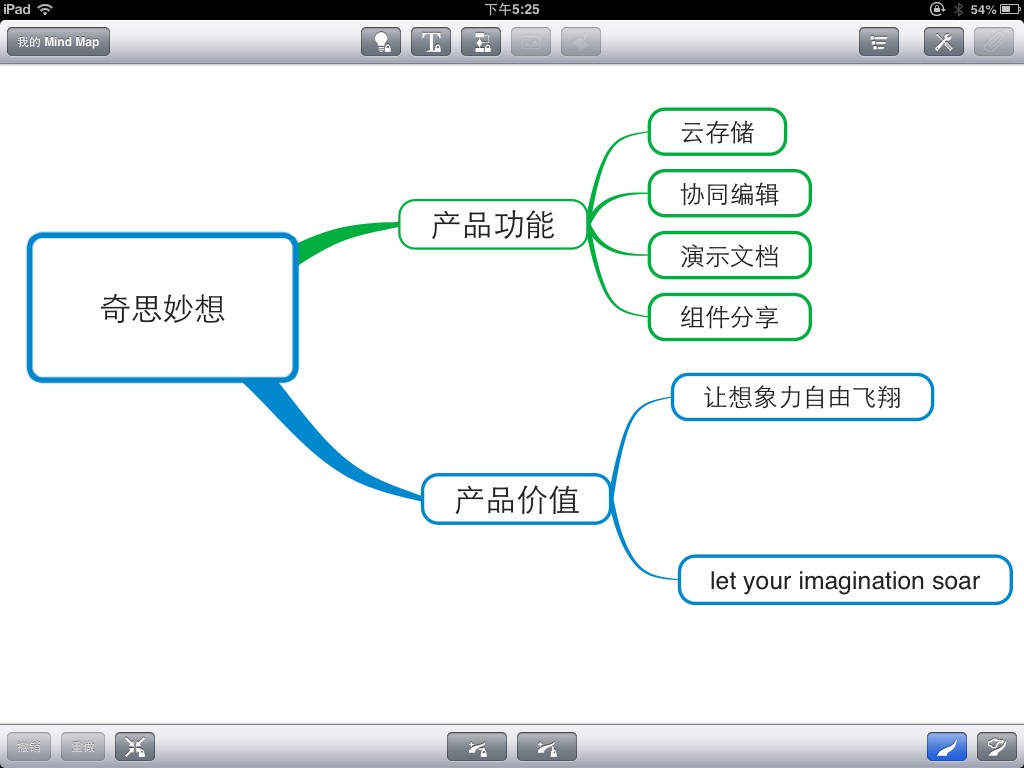 iPad
下午5:25
54%
我的 Mind Map
云存储
协同编辑
产品功能
演示文档
奇思妙想
组件分享
让想象力自由飞翔
产品价值
let your imagination soar
撤销
重做